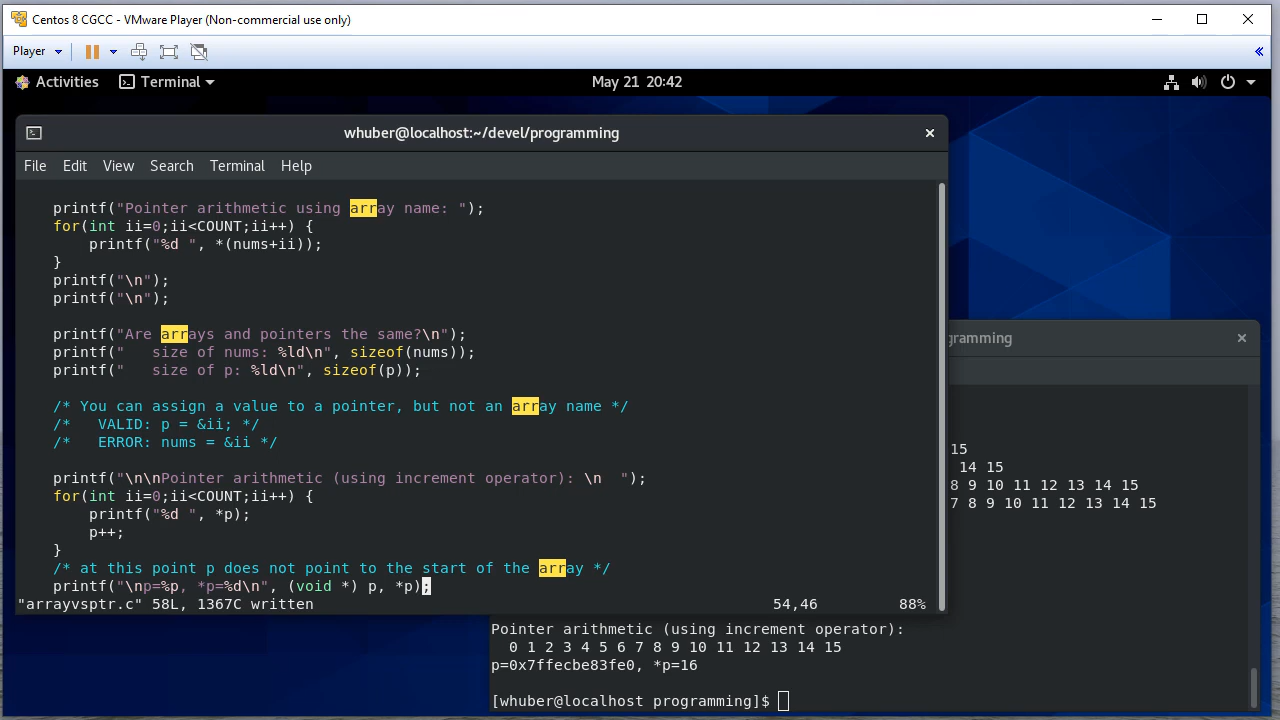 Centos 8 CGCC - VMware Player (Non-commercial use only)
Player
Activities Terminal May 21 20:42
whuber@localhost:~/devel/programming
File Edit View Search Terminal Help
printf("Pointer arithmetic using array name: ");
for(int ii=0;ii<COUNT;ii++) {
printf("%d ", *(nums+ii));
}
printf("\n");
printf("\n");
printf("Are arrays and pointers the same?\n");
printf("   size of nums: %ld\n", sizeof(nums));
printf("   size of p: %ld\n", sizeof(p));
/* You can assign a value to a pointer, but not an array name */
/*   VALID: p = &ii; */
/*   ERROR: nums = &ii */
printf("\n\nPointer arithmetic (using increment operator): \n  ");
for(int ii=0;ii<COUNT;ii++) {
printf("%d ", *p);
p++;
}
/* at this point p does not point to the start of the array */
printf("\np=%p, *p=%d\n", (void *) p, *p);
"arrayvsptr.c" 58L, 1367C written 54,46 88%
gramming
15
14 15
8 9 10 11 12 13 14 15
7 8 9 10 11 12 13 14 15
Pointer arithmetic (using increment operator):
0 1 2 3 4 5 6 7 8 9 10 11 12 13 14 15
p=0x7ffecbe83fe0, *p=16
[whuber@localhost programming]$